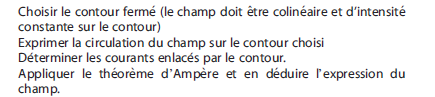 Choisir le contour fermé (le champ doit être colinéaire et d'intensité
constante sur le contour)
Exprimer la circulation du champ sur le contour choisi
Déterminer les courants enlacés par le contour.
Appliquer le théorème d'Ampère et en déduire l'expression du
champ.